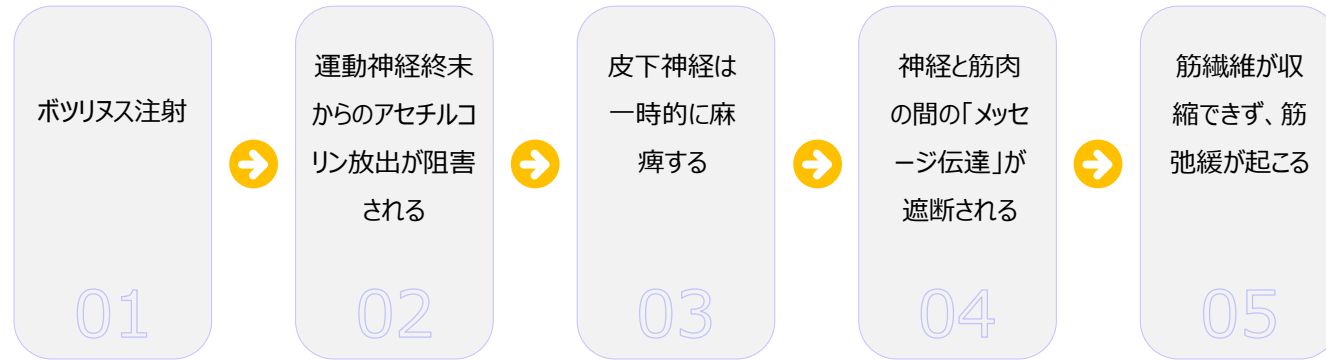 ボツリヌス注射
01
運動神経終末
からのアセチルコ
リン放出が阻害
される
02
皮下神経は
一時的に麻
痺する
03
神経と筋肉
の間の「メッセ
ージ伝達」が
遮断される
04
筋繊維が収
縮できず、筋
弛緩が起こる
05